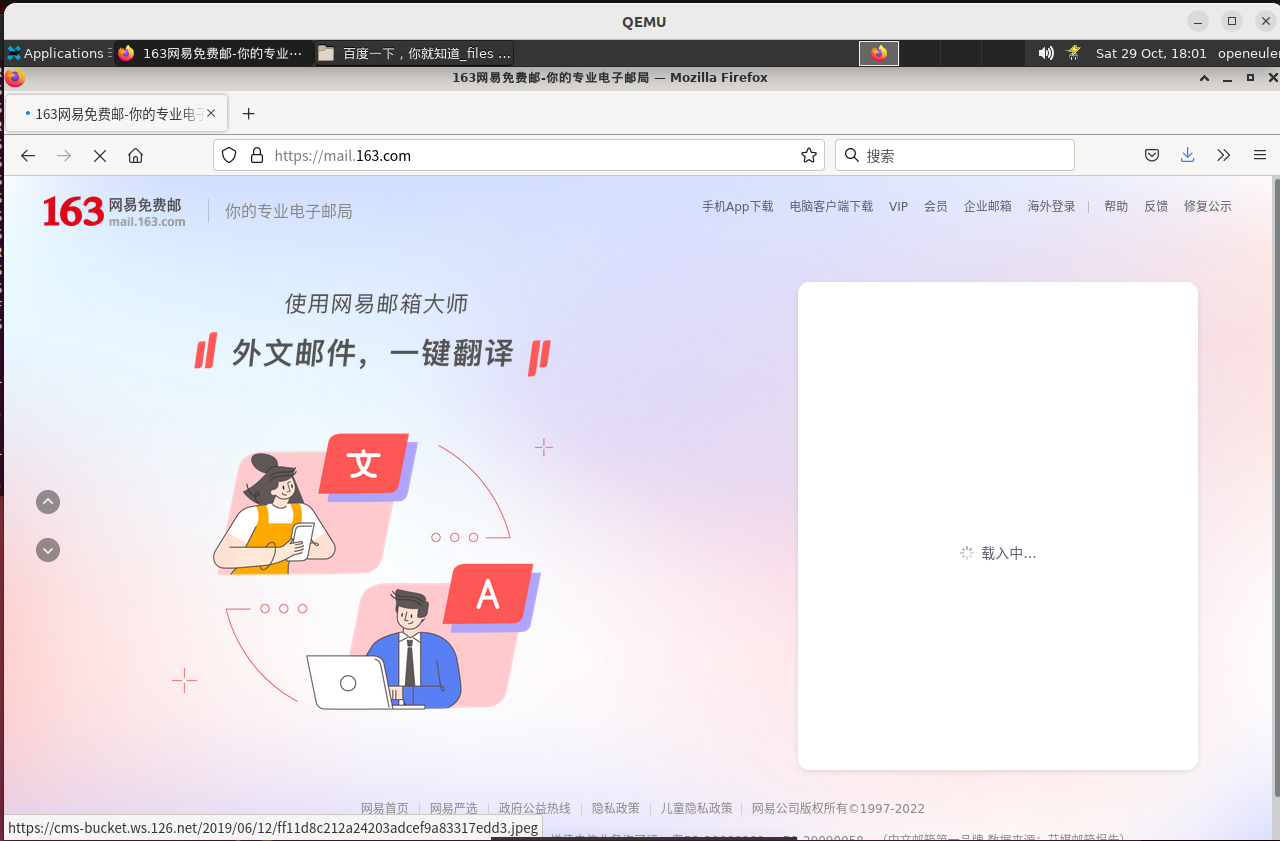 QEMU
Applications 163网易免费邮-你的专业… 百度一下，你就知道_files ... Sat 29 Oct, 18:01 openeuler
163网易免费邮-你的专业电子邮局 — Mozilla Firefox
163网易免费邮-你的专业电子
https://mail.163.com 搜索
163 网易免费邮 mail.163.com 你的专业电子邮局
手机App下载 电脑客户端下载 VIP 会员 企业邮箱 海外登录 帮助 反馈 修复公示
使用网易邮箱大师
外文邮件，一键翻译
文
A
载入中...
网易首页 网易严选 政府公益热线 隐私政策 儿童隐私政策 网易公司版权所有©1997-2022
https://cms-bucket.ws.126.net/2019/06/12/ff11d8c212a24203adcef9a83317edd3.jpeg